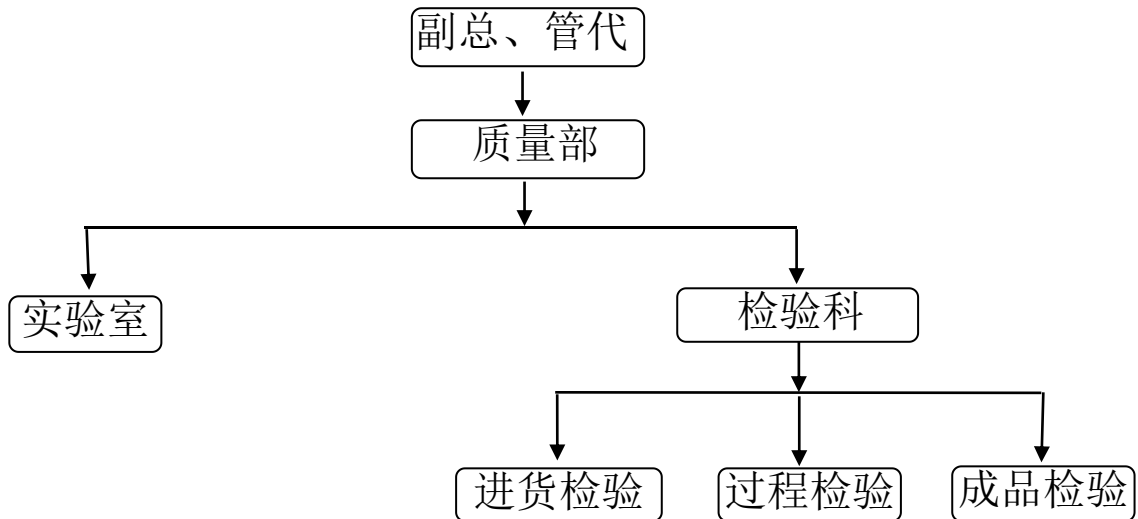 副总、管代
质量部
实验室
检验科
进货检验
过程检验
成品检验